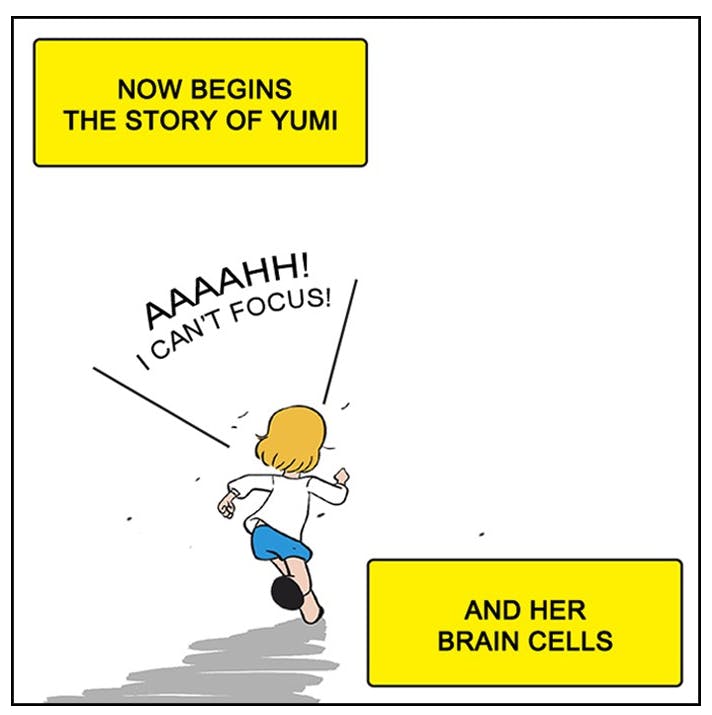 NOW BEGINS
THE STORY OF YUMI
AAAAHH!
I CAN'T FOCUS!
AND HER
BRAIN CELLS